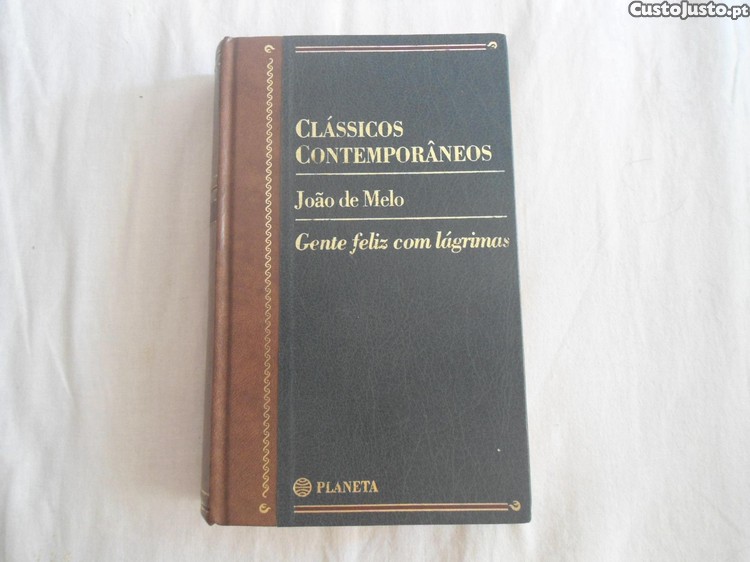 CustoJusto.pt
CLÁSSICOS
CONTEMPORÂNEOS
João de Melo
Gente feliz com lágrimas
PLANETA